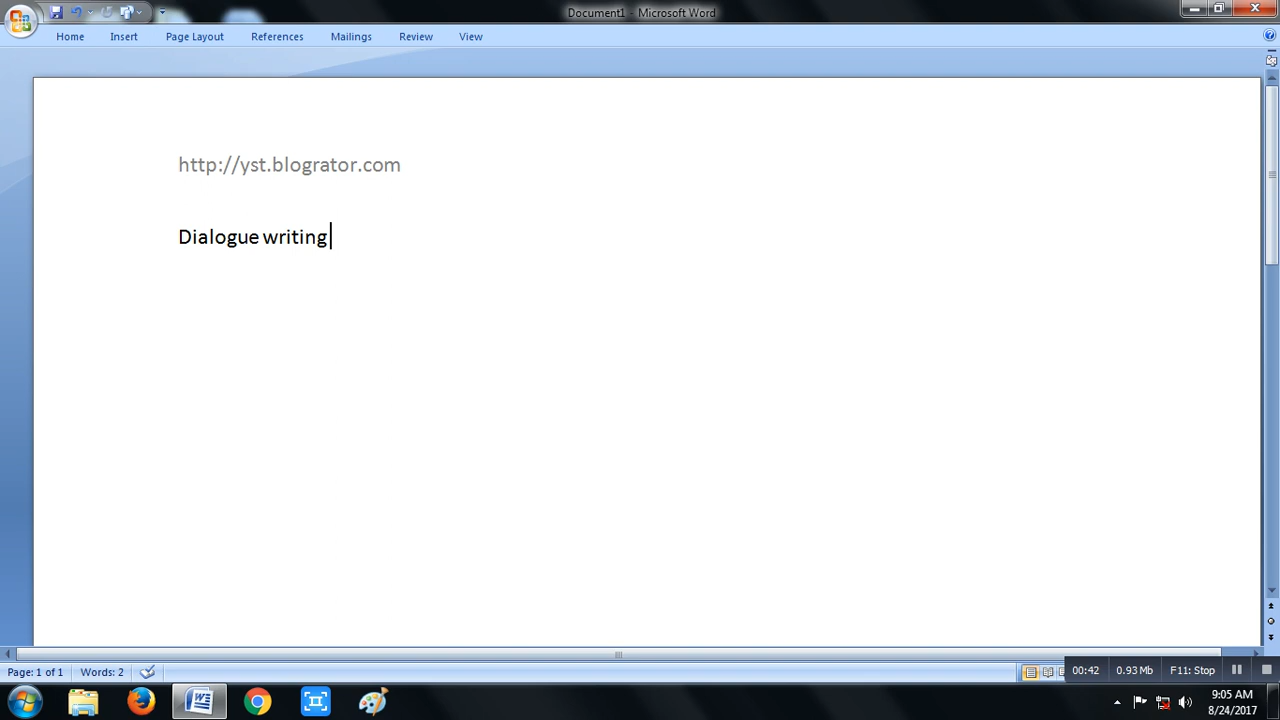 Document1 - Microsoft Word
Home Insert Page Layout References Mailings Review View
http://yst.blogrator.com
Dialogue writing
Page: 1 of 1 Words: 2
00:42 0.93 Mb F11: Stop
9:05 AM
8/24/2017